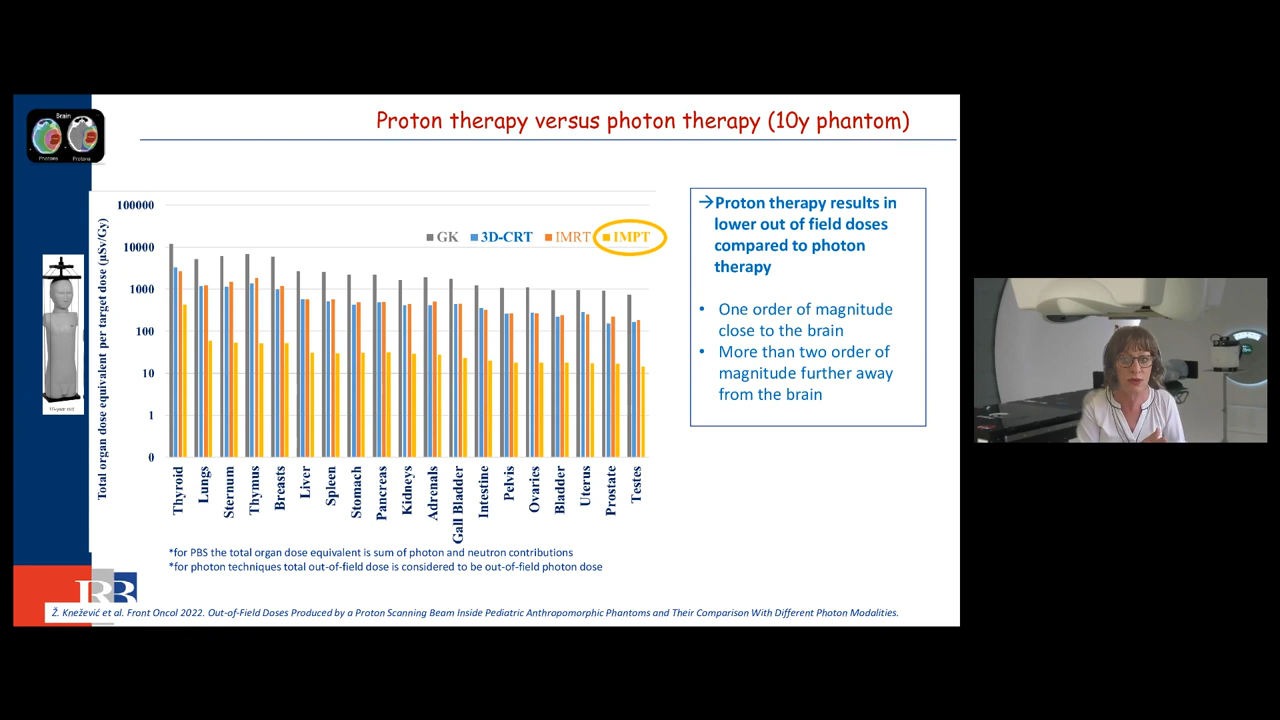 Brain
Photons Protons
Proton therapy versus photon therapy (10y phantom)
Total organ dose equivalent per target dose (µSv/Gy)
100000
10000
1000
100
10
1
0
GK 3D-CRT IMRT IMPT
Thyroid
Lungs
Sternum
Thymus
Breasts
Liver
Spleen
Stomach
Pancreas
Kidneys
Adrenals
Gall Bladder
Intestine
Pelvis
Ovaries
Bladder
Uterus
Prostate
Testes
→Proton therapy results in
lower out of field doses
compared to photon
therapy
• One order of magnitude
close to the brain
• More than two order of
magnitude further away
from the brain
*for PBS the total organ dose equivalent is sum of photon and neutron contributions
*for photon techniques total out-of-field dose is considered to be out-of-field photon dose
Ž. Knežević et al. Front Oncol 2022. Out-of-Field Doses Produced by a Proton Scanning Beam Inside Pediatric Anthropomorphic Phantoms and Their Comparison With Different Photon Modalities.